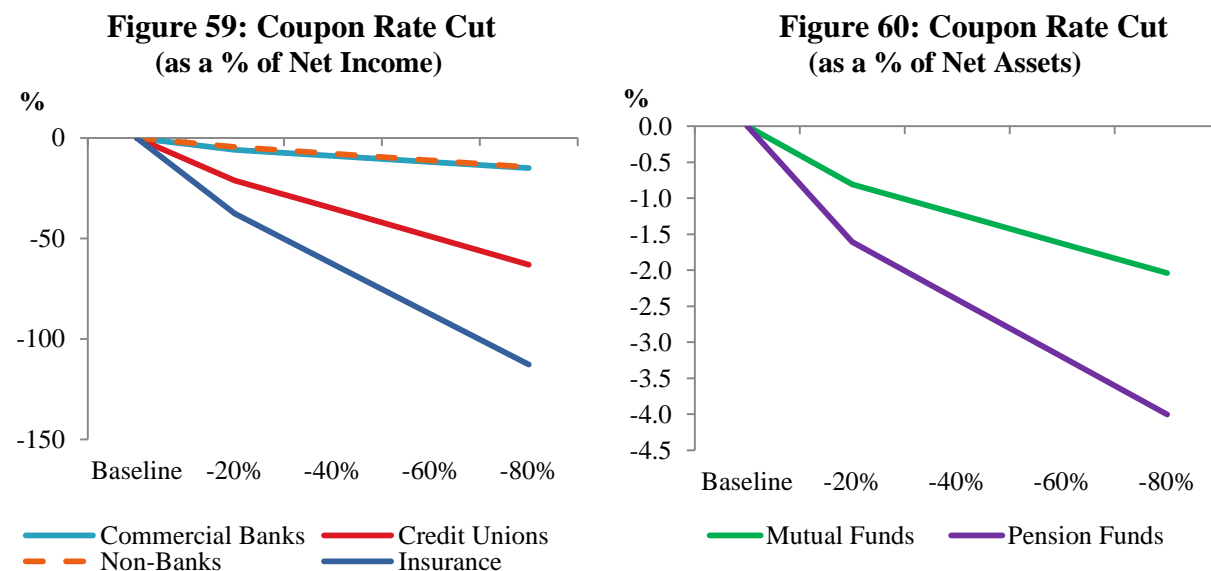 Figure 59: Coupon Rate Cut
(as a % of Net Income)
%
0
-50
-100
-150
Baseline -20% -40% -60% -80%
Commercial Banks Credit Unions
Non-Banks Insurance
Figure 60: Coupon Rate Cut
(as a % of Net Assets)
%
0.0
-0.5
-1.0
-1.5
-2.0
-2.5
-3.0
-3.5
-4.0
-4.5
Baseline -20% -40% -60% -80%
Mutual Funds Pension Funds